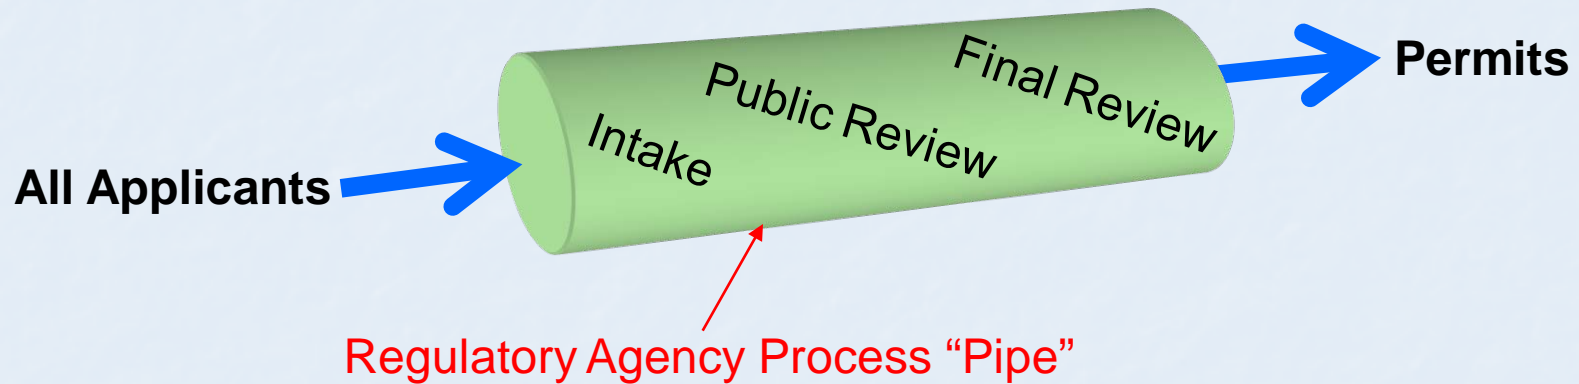 All Applicants
Intake
Public Review
Final Review
Permits
Regulatory Agency Process “Pipe”